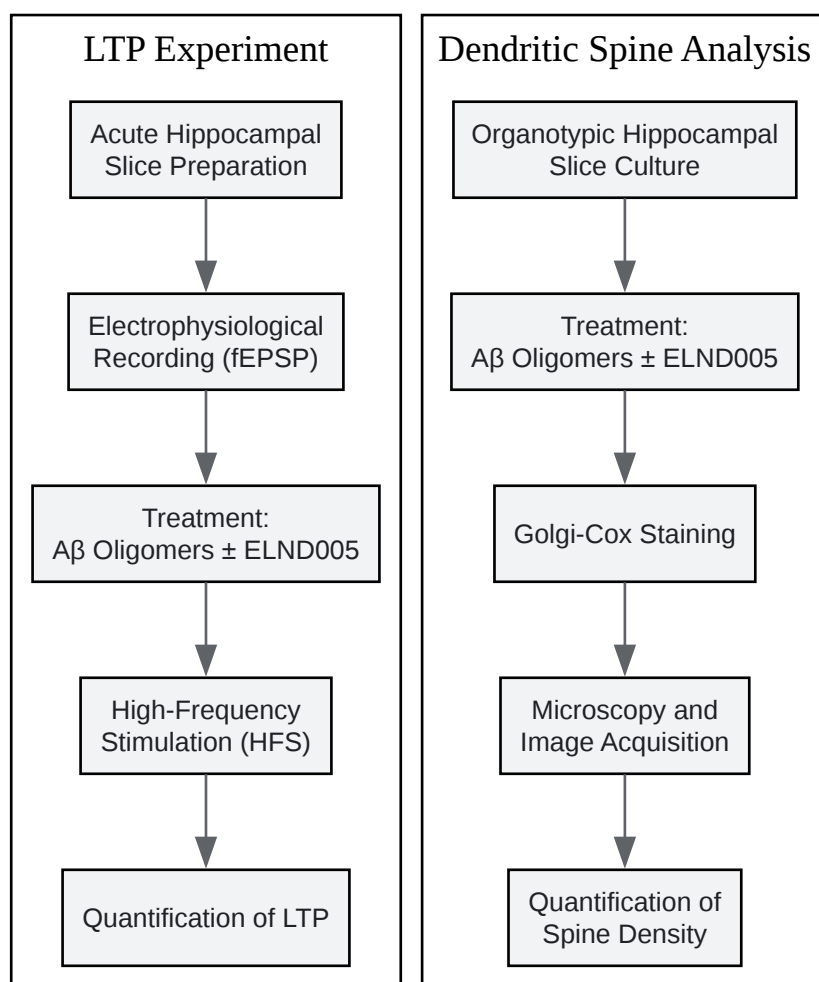 LTP Experiment
Acute Hippocampal
Slice Preparation
Electrophysiological
Recording (fEPSP)
Treatment:
Aβ Oligomers ± ELND005
High-Frequency
Stimulation (HFS)
Quantification of LTP
Dendritic Spine Analysis
Organotypic Hippocampal
Slice Culture
Treatment:
Aβ Oligomers ± ELND005
Golgi-Cox Staining
Microscopy and
Image Acquisition
Quantification of
Spine Density